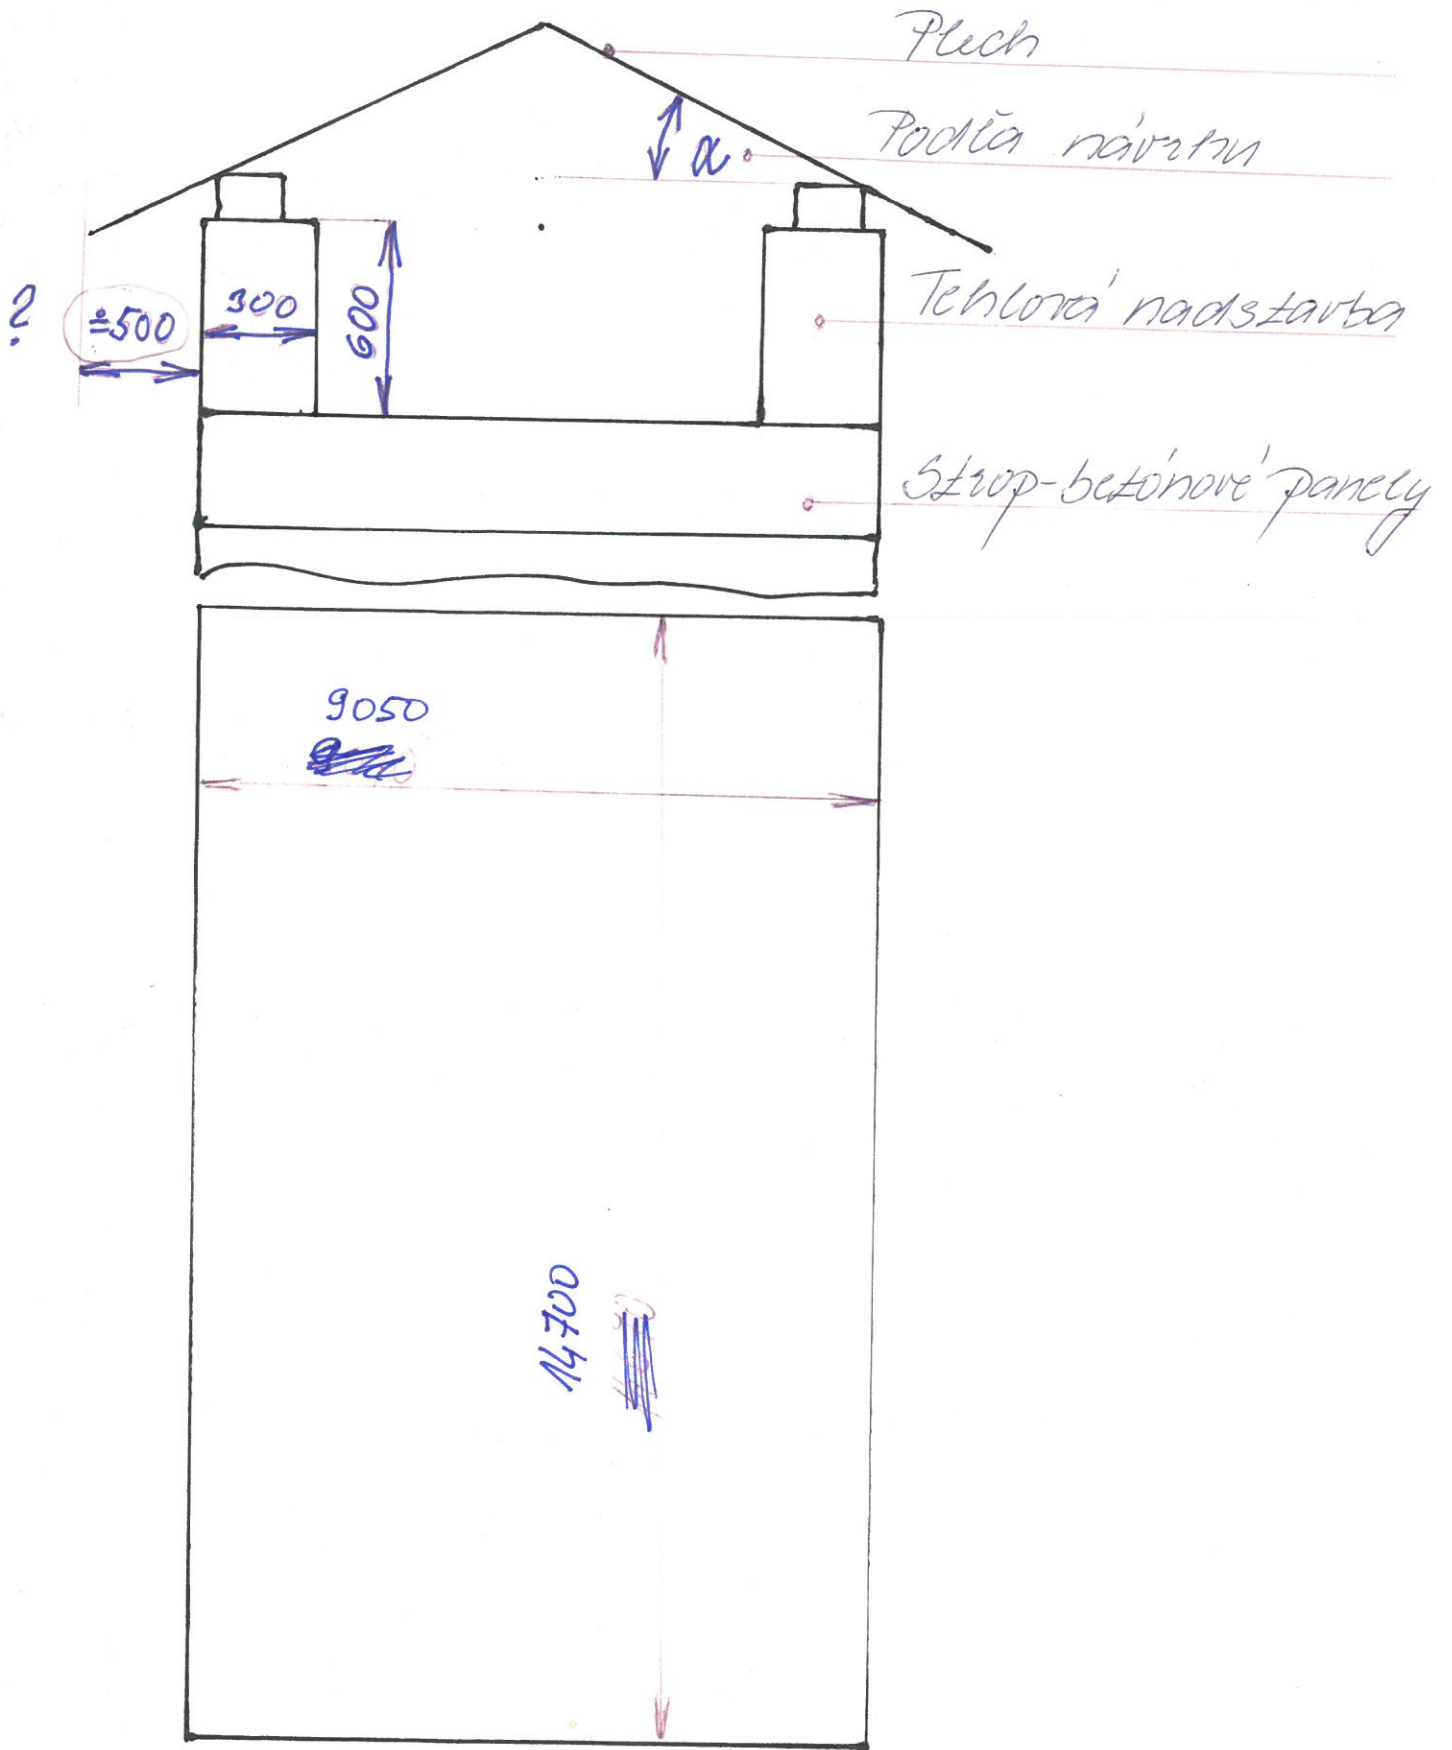 Plech
α
Podľa návrhu
? ≐500
300
600
Tehlová nadstavba
Strop-betónové panely
9050
14700